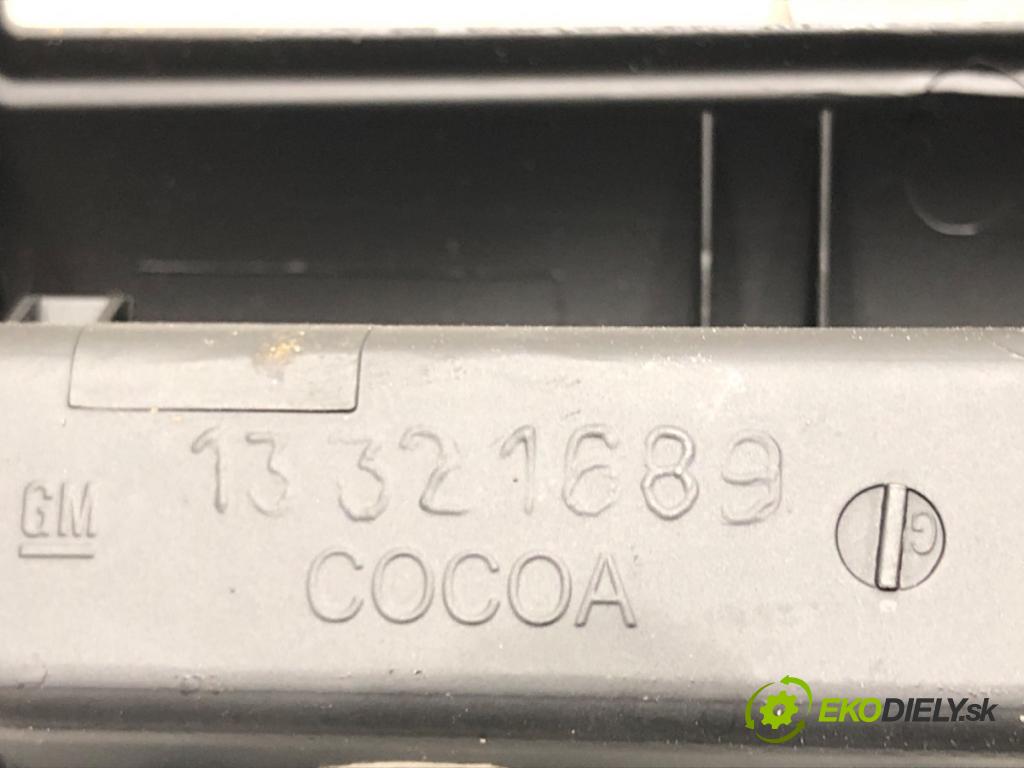 13 321689
GM
COCOA
G
EKODIELY.sk